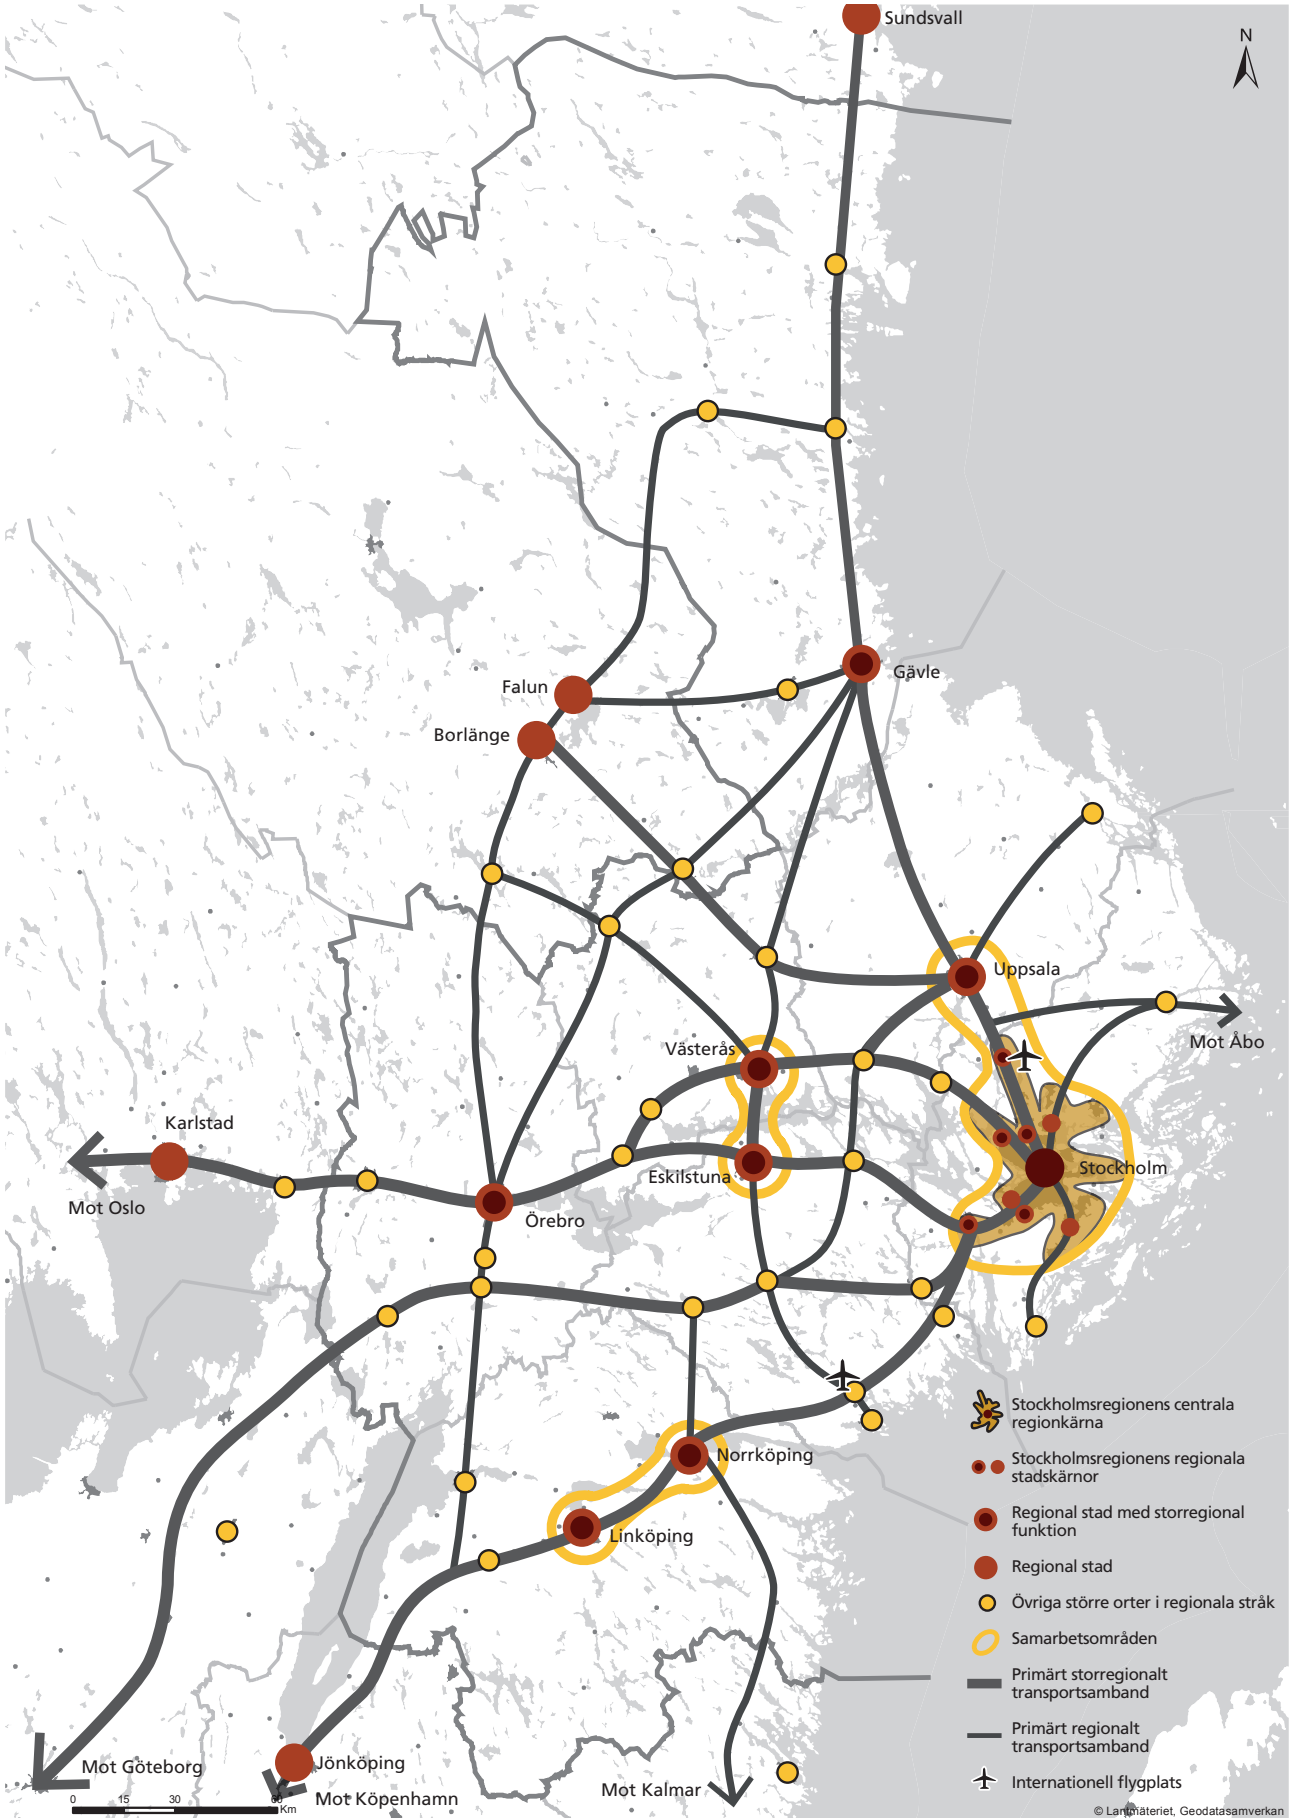 Sundsvall
N
Gävle
Falun
Borlänge
Uppsala
Mot Åbo
Västerås
Karlstad
Stockholm
Eskilstuna
Mot Oslo
Örebro
Stockholmsregionens centrala
regionkärna
Norrköping
Stockholmsregionens regionala
stadskärnor
Regional stad med storregional
funktion
Linköping
Regional stad
Övriga större orter i regionala stråk
Samarbetsområden
Primärt storregionalt
transportsamband
Primärt regionalt
transportsamband
Mot Göteborg
Jönköping
Internationell flygplats
Mot Kalmar
Mot Köpenhamn
0 15 30 60
Km
© Lantmäteriet, Geodatasamverkan